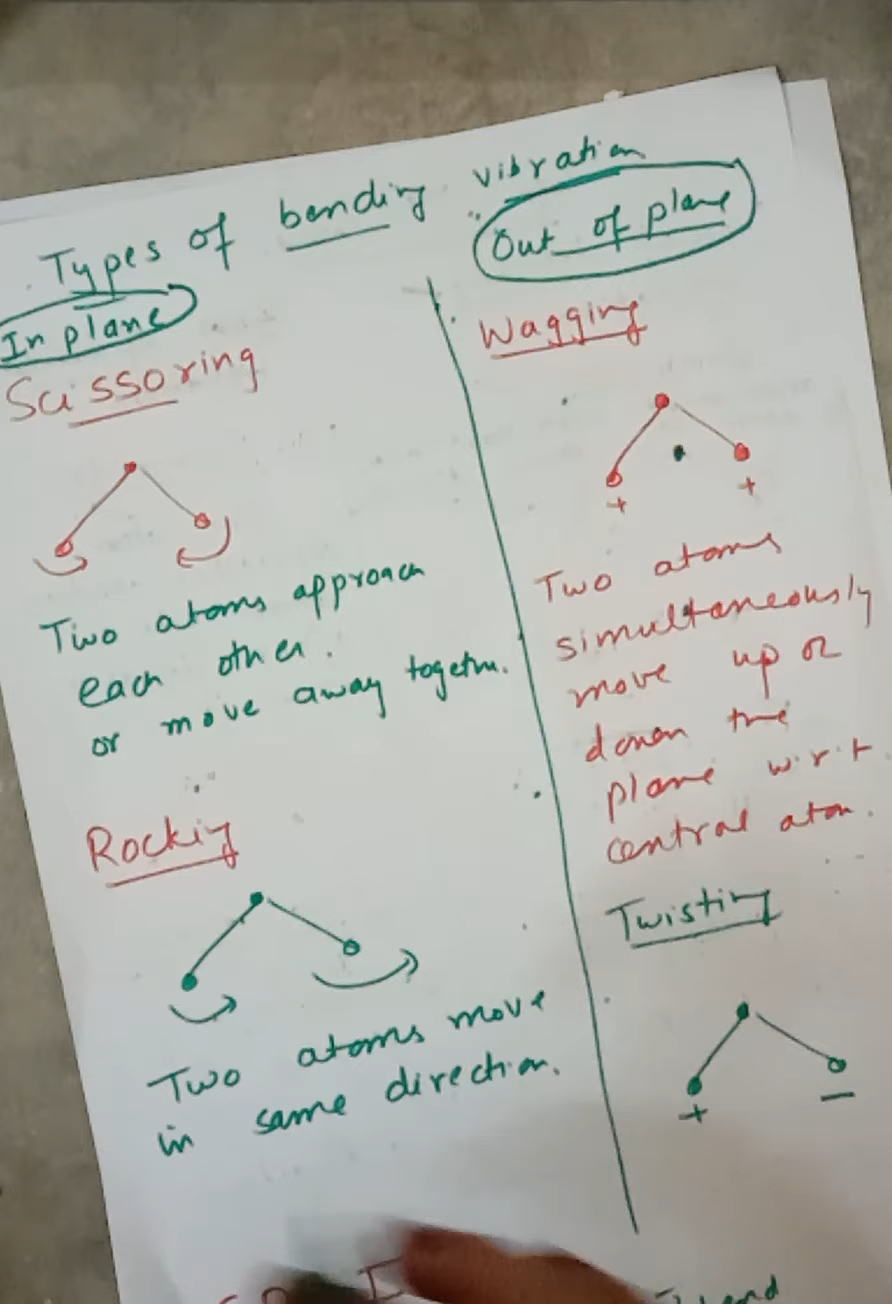 Types of bending vibration
In plane
Scissoring
Two atoms approach
each other.
or move away together.
Rocking
Two atoms move
in same direction.
Out of plane
Wagging
+ +
Two atoms
simultaneously
move up or
down the
plane w.r.t
central atom.
Twisting
+ −